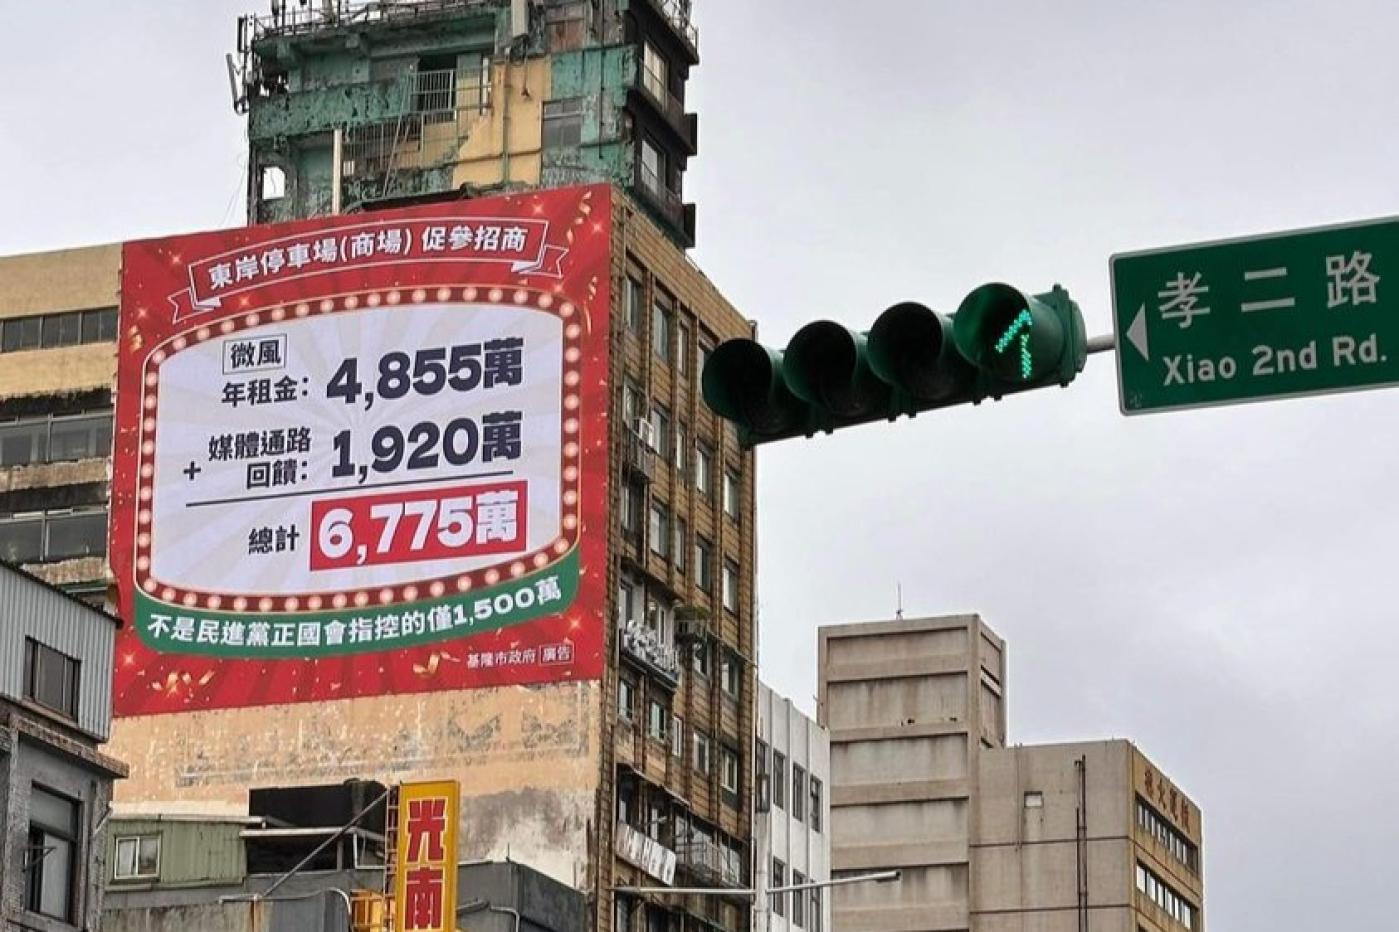 東岸停車場(商場) 促參招商
微風
年租金: 4,855萬
+ 媒體通路
回饋: 1,920萬
總計 6,775萬
不是民進黨正國會指控的僅1,500萬
基隆市政府 廣告
孝二路
Xiao 2nd Rd.
光南